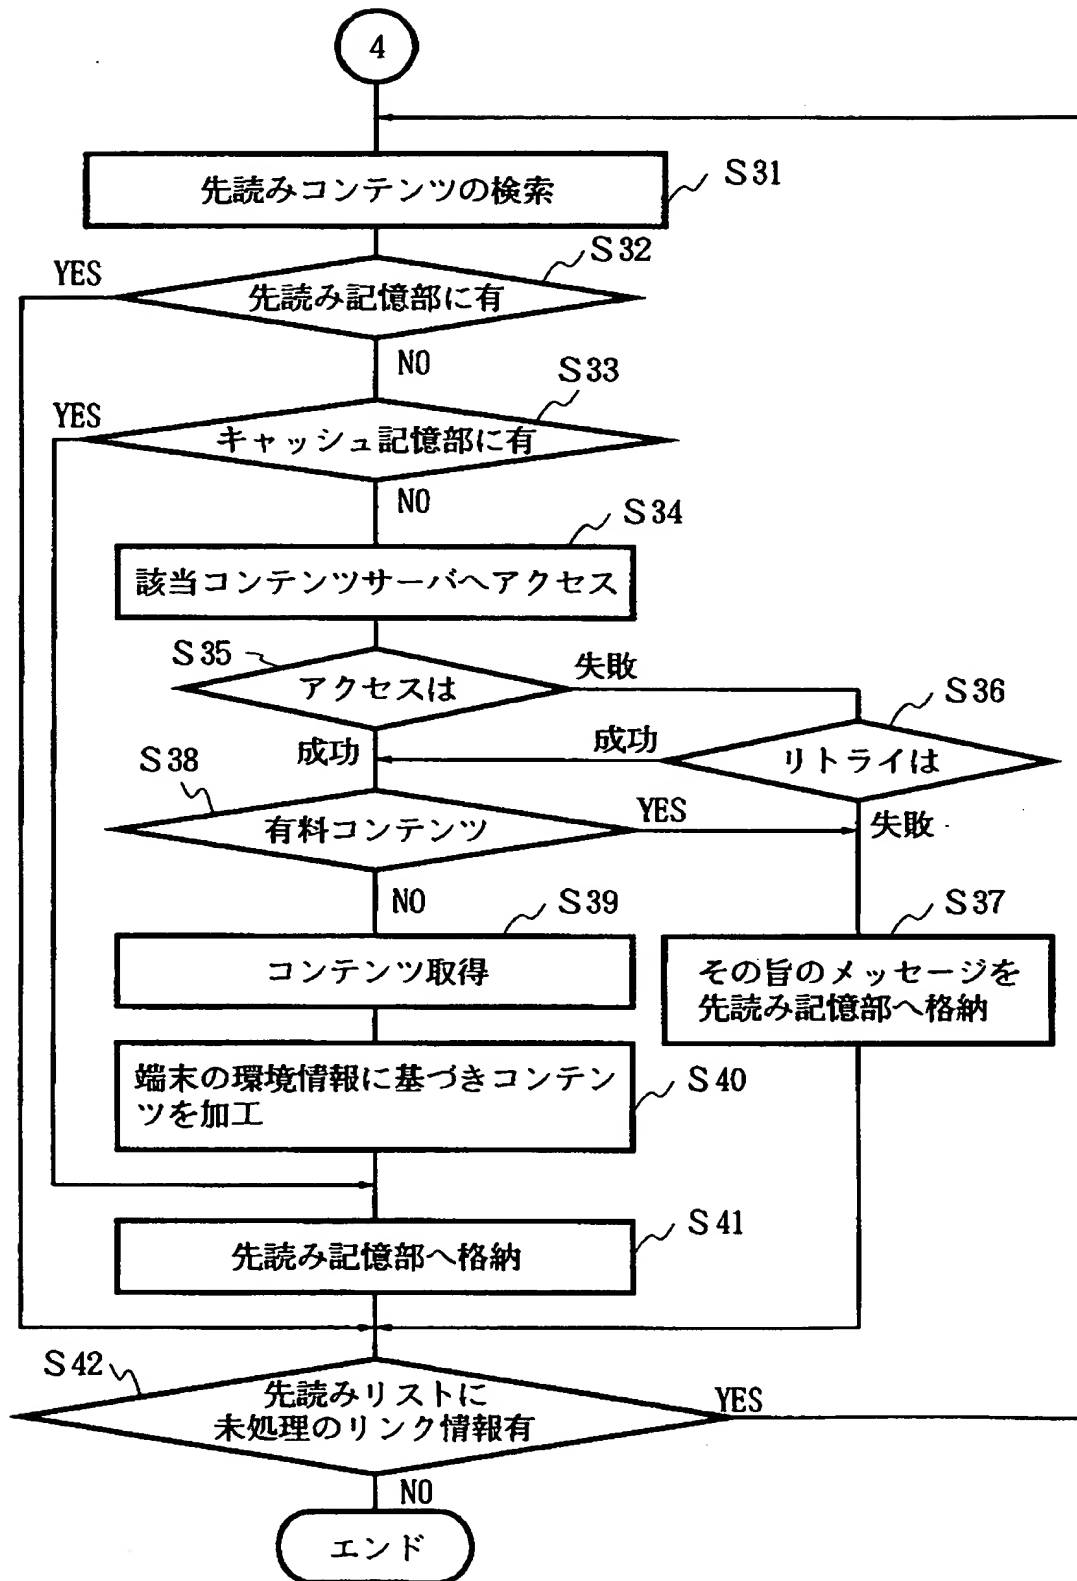 4
先読みコンテンツの検索
S31
S32
YES
先読み記憶部に有
NO
S33
YES
キャッシュ記憶部に有
NO
S34
該当コンテンツサーバへアクセス
S35
失敗
アクセスは
S36
成功
成功
リトライは
S38
有料コンテンツ
YES
失敗
NO
S39
S37
コンテンツ取得
その旨のメッセージを
先読み記憶部へ格納
端末の環境情報に基づきコンテン
ツを加工
S40
S41
先読み記憶部へ格納
S42
先読みリストに
未処理のリンク情報有
YES
NO
エンド